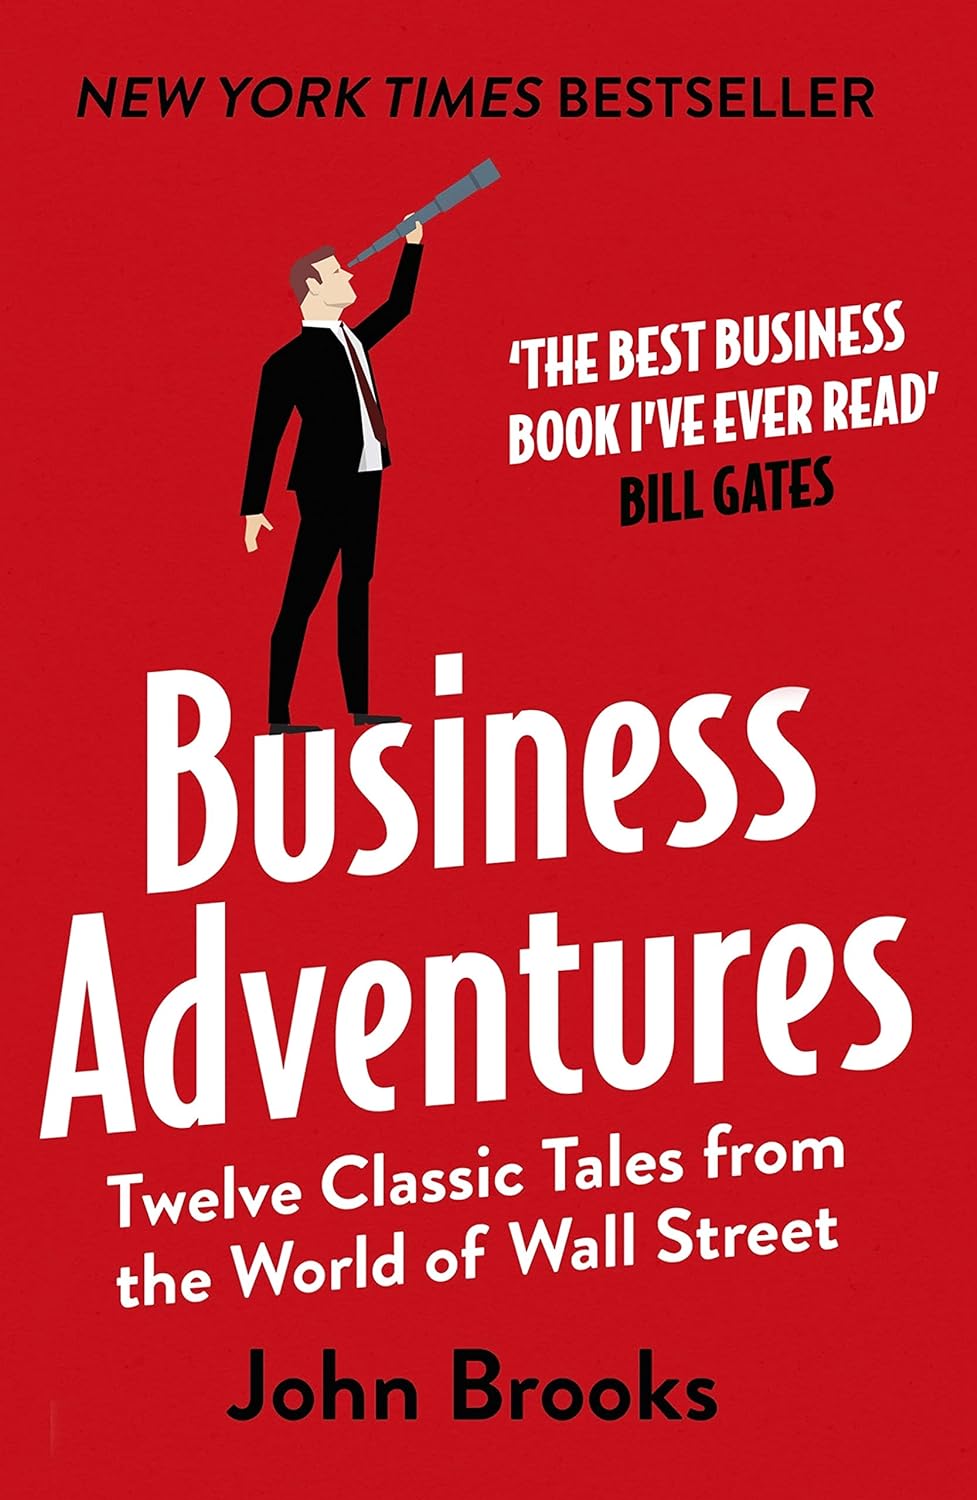 NEW YORK TIMES BESTSELLER
‘THE BEST BUSINESS
BOOK I'VE EVER READ’
BILL GATES
Business
Adventures
Twelve Classic Tales from
the World of Wall Street
John Brooks